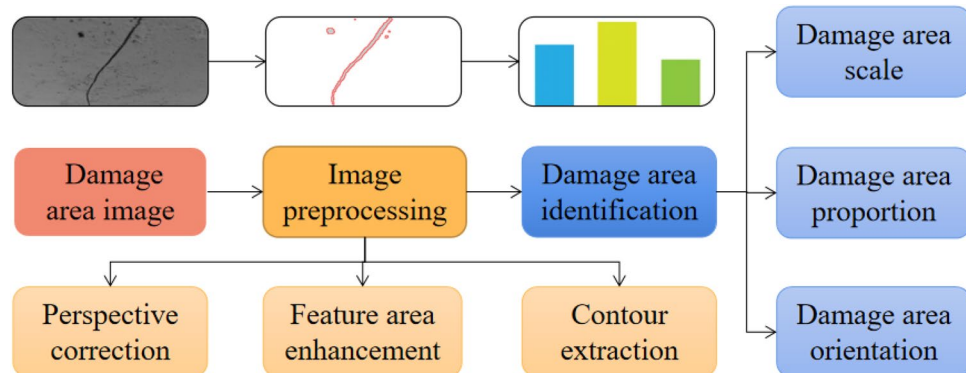 Damage area
scale
Damage
area image
Image
preprocessing
Damage area
identification
Damage area
proportion
Perspective
correction
Feature area
enhancement
Contour
extraction
Damage area
orientation